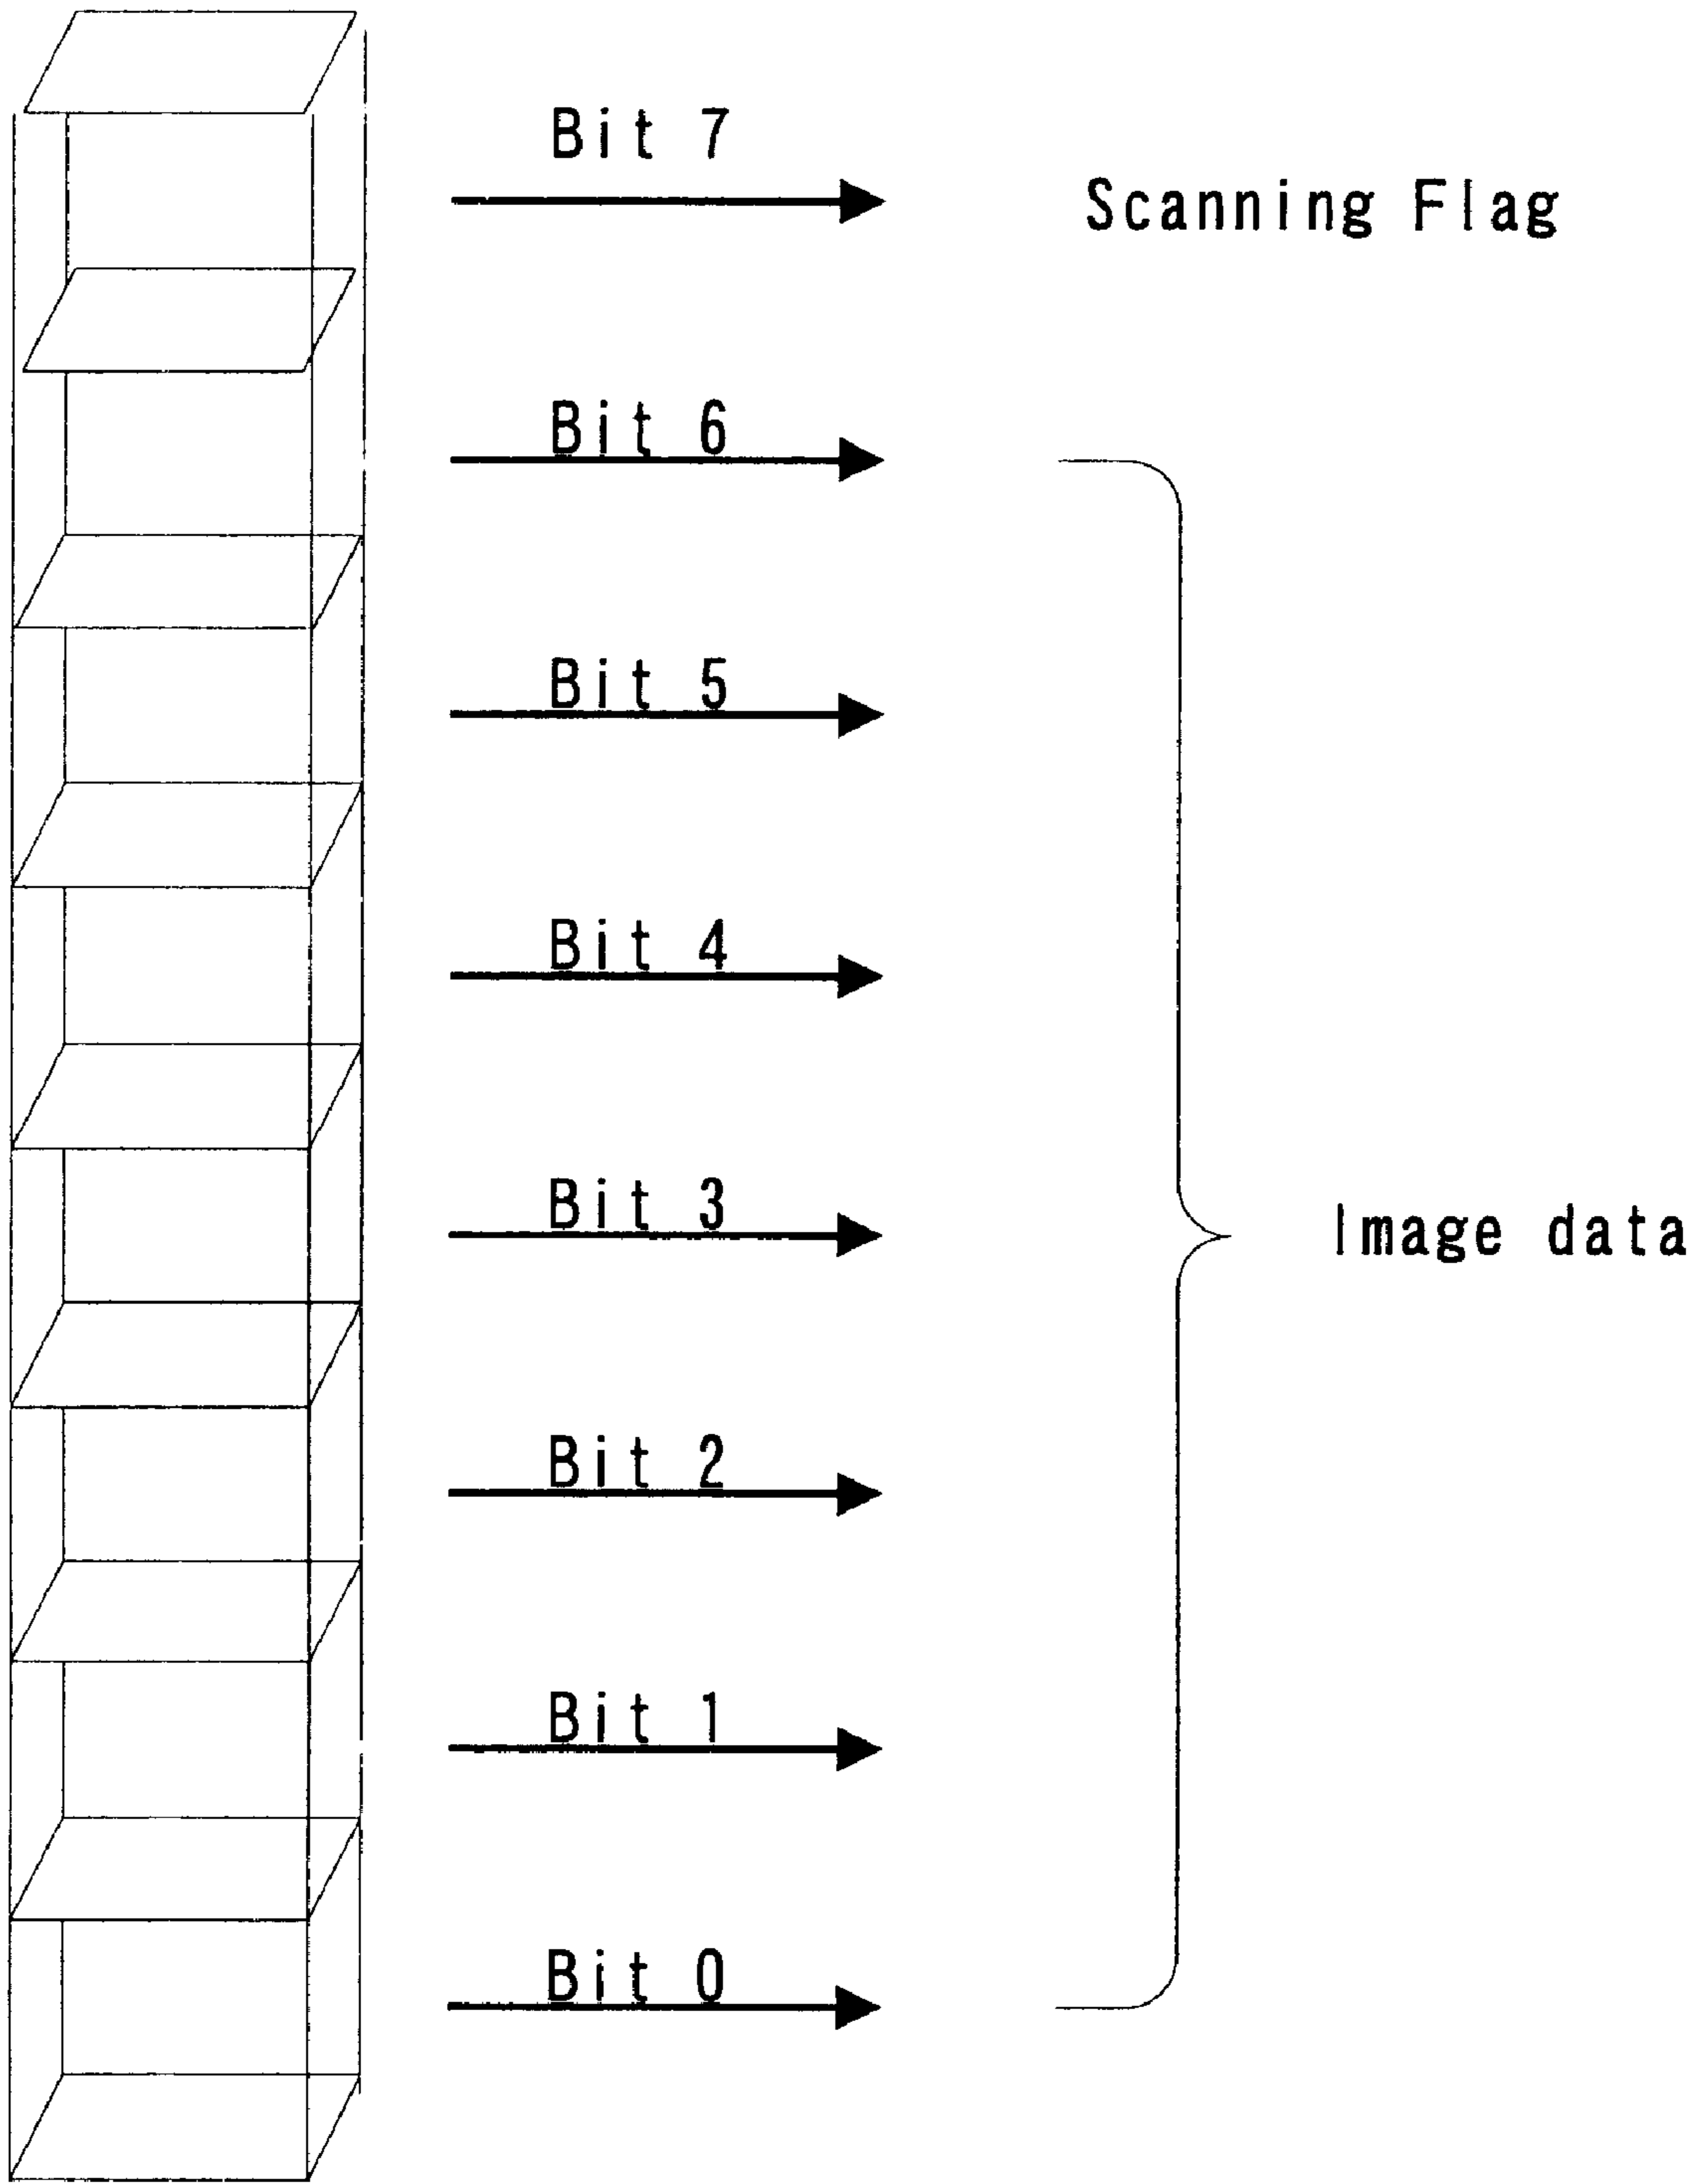 Bit 7
Scanning Flag
Bit 6
Bit 5
Bit 4
Bit 3
Image data
Bit 2
Bit 1
Bit 0